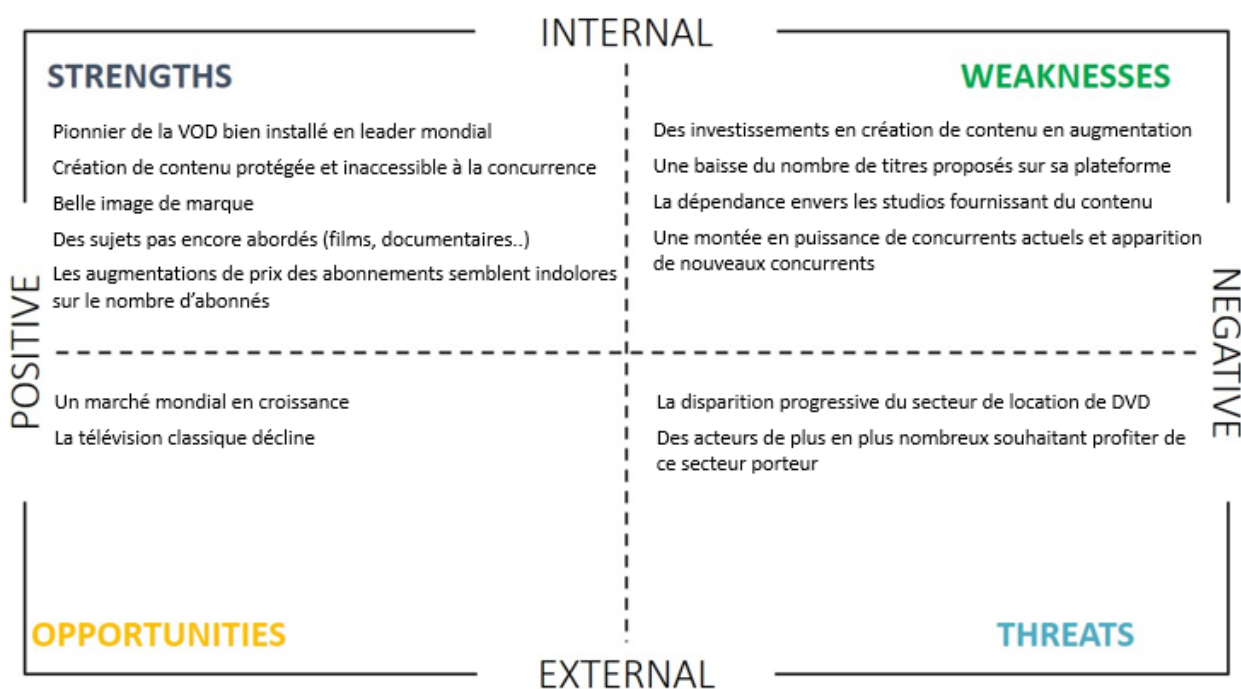 INTERNAL
STRENGTHS
Pionnier de la VOD bien installé en leader mondial
Création de contenu protégée et inaccessible à la concurrence
Belle image de marque
Des sujets pas encore abordés (films, documentaires..)
Les augmentations de prix des abonnements semblent indolores
sur le nombre d'abonnés
WEAKNESSES
Des investissements en création de contenu en augmentation
Une baisse du nombre de titres proposés sur sa plateforme
La dépendance envers les studios fournissant du contenu
Une montée en puissance de concurrents actuels et apparition
de nouveaux concurrents
POSITIVE
NEGATIVE
Un marché mondial en croissance
La télévision classique décline
OPPORTUNITIES
La disparition progressive du secteur de location de DVD
Des acteurs de plus en plus nombreux souhaitant profiter de
ce secteur porteur
THREATS
EXTERNAL